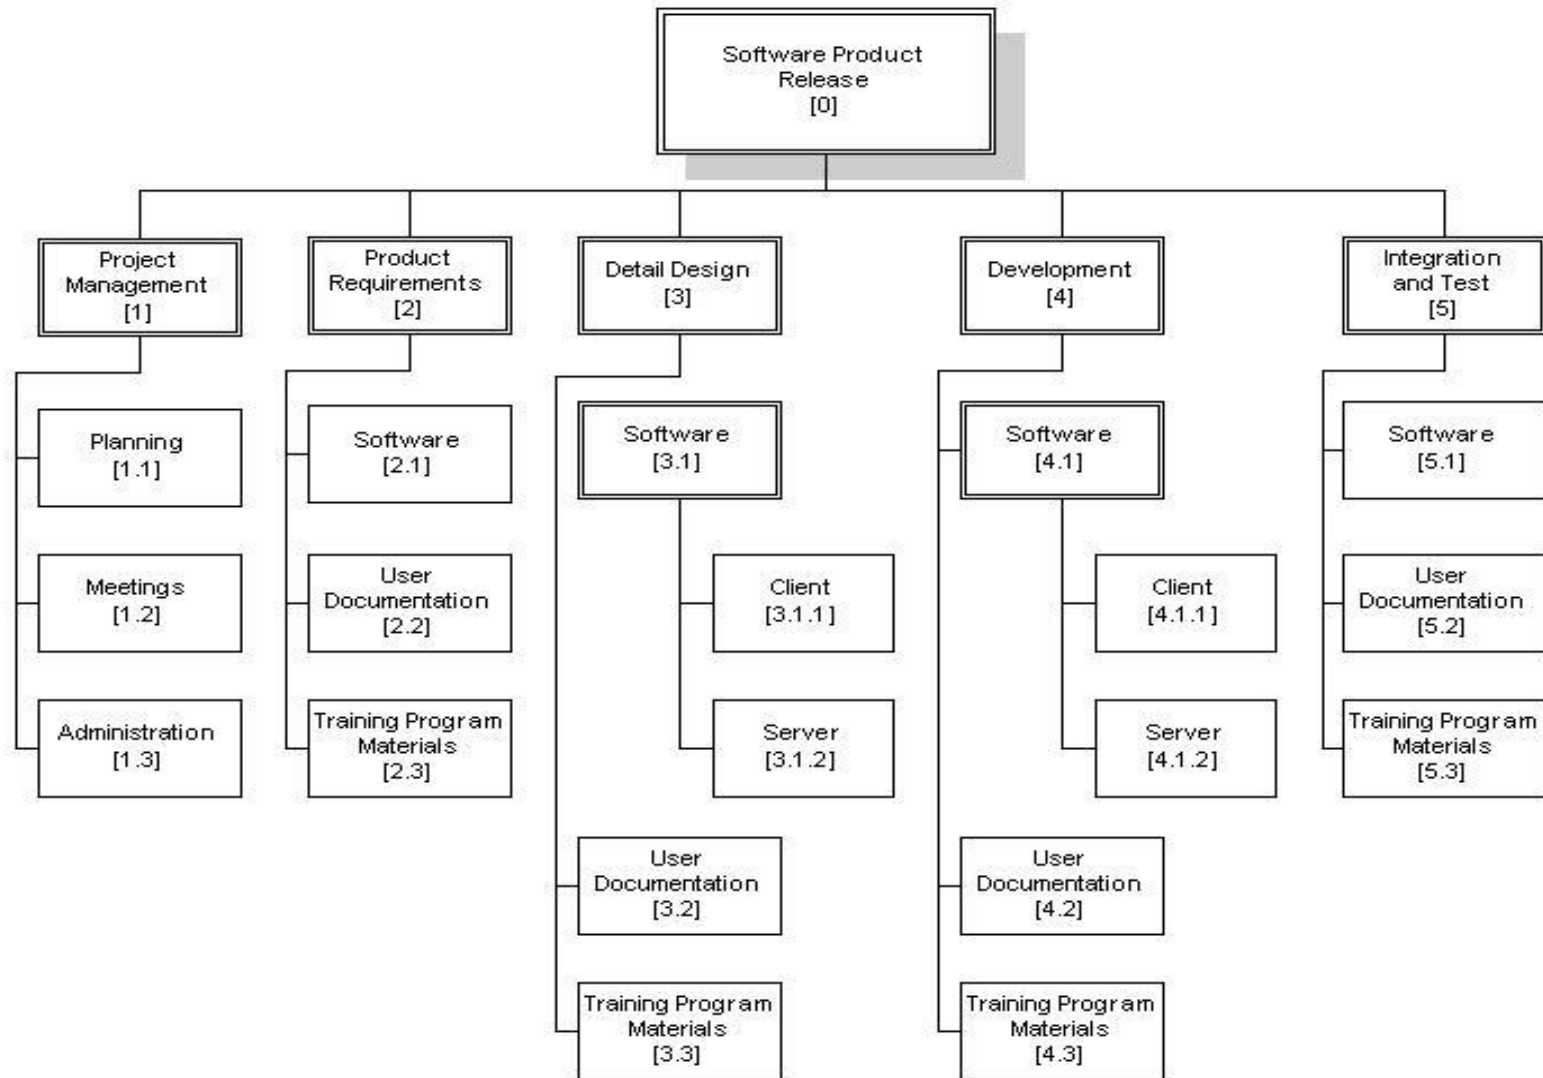 Software Product
Release
[0]
Project
Management
[1]
Product
Requirements
[2]
Detail Design
[3]
Development
[4]
Integration
and Test
[5]
Planning
[1.1]
Meetings
[1.2]
Administration
[1.3]
Software
[2.1]
User
Documentation
[2.2]
Training Program
Materials
[2.3]
Software
[3.1]
Client
[3.1.1]
Server
[3.1.2]
User
Documentation
[3.2]
Training Program
Materials
[3.3]
Software
[4.1]
Client
[4.1.1]
Server
[4.1.2]
User
Documentation
[4.2]
Training Program
Materials
[4.3]
Software
[5.1]
User
Documentation
[5.2]
Training Program
Materials
[5.3]